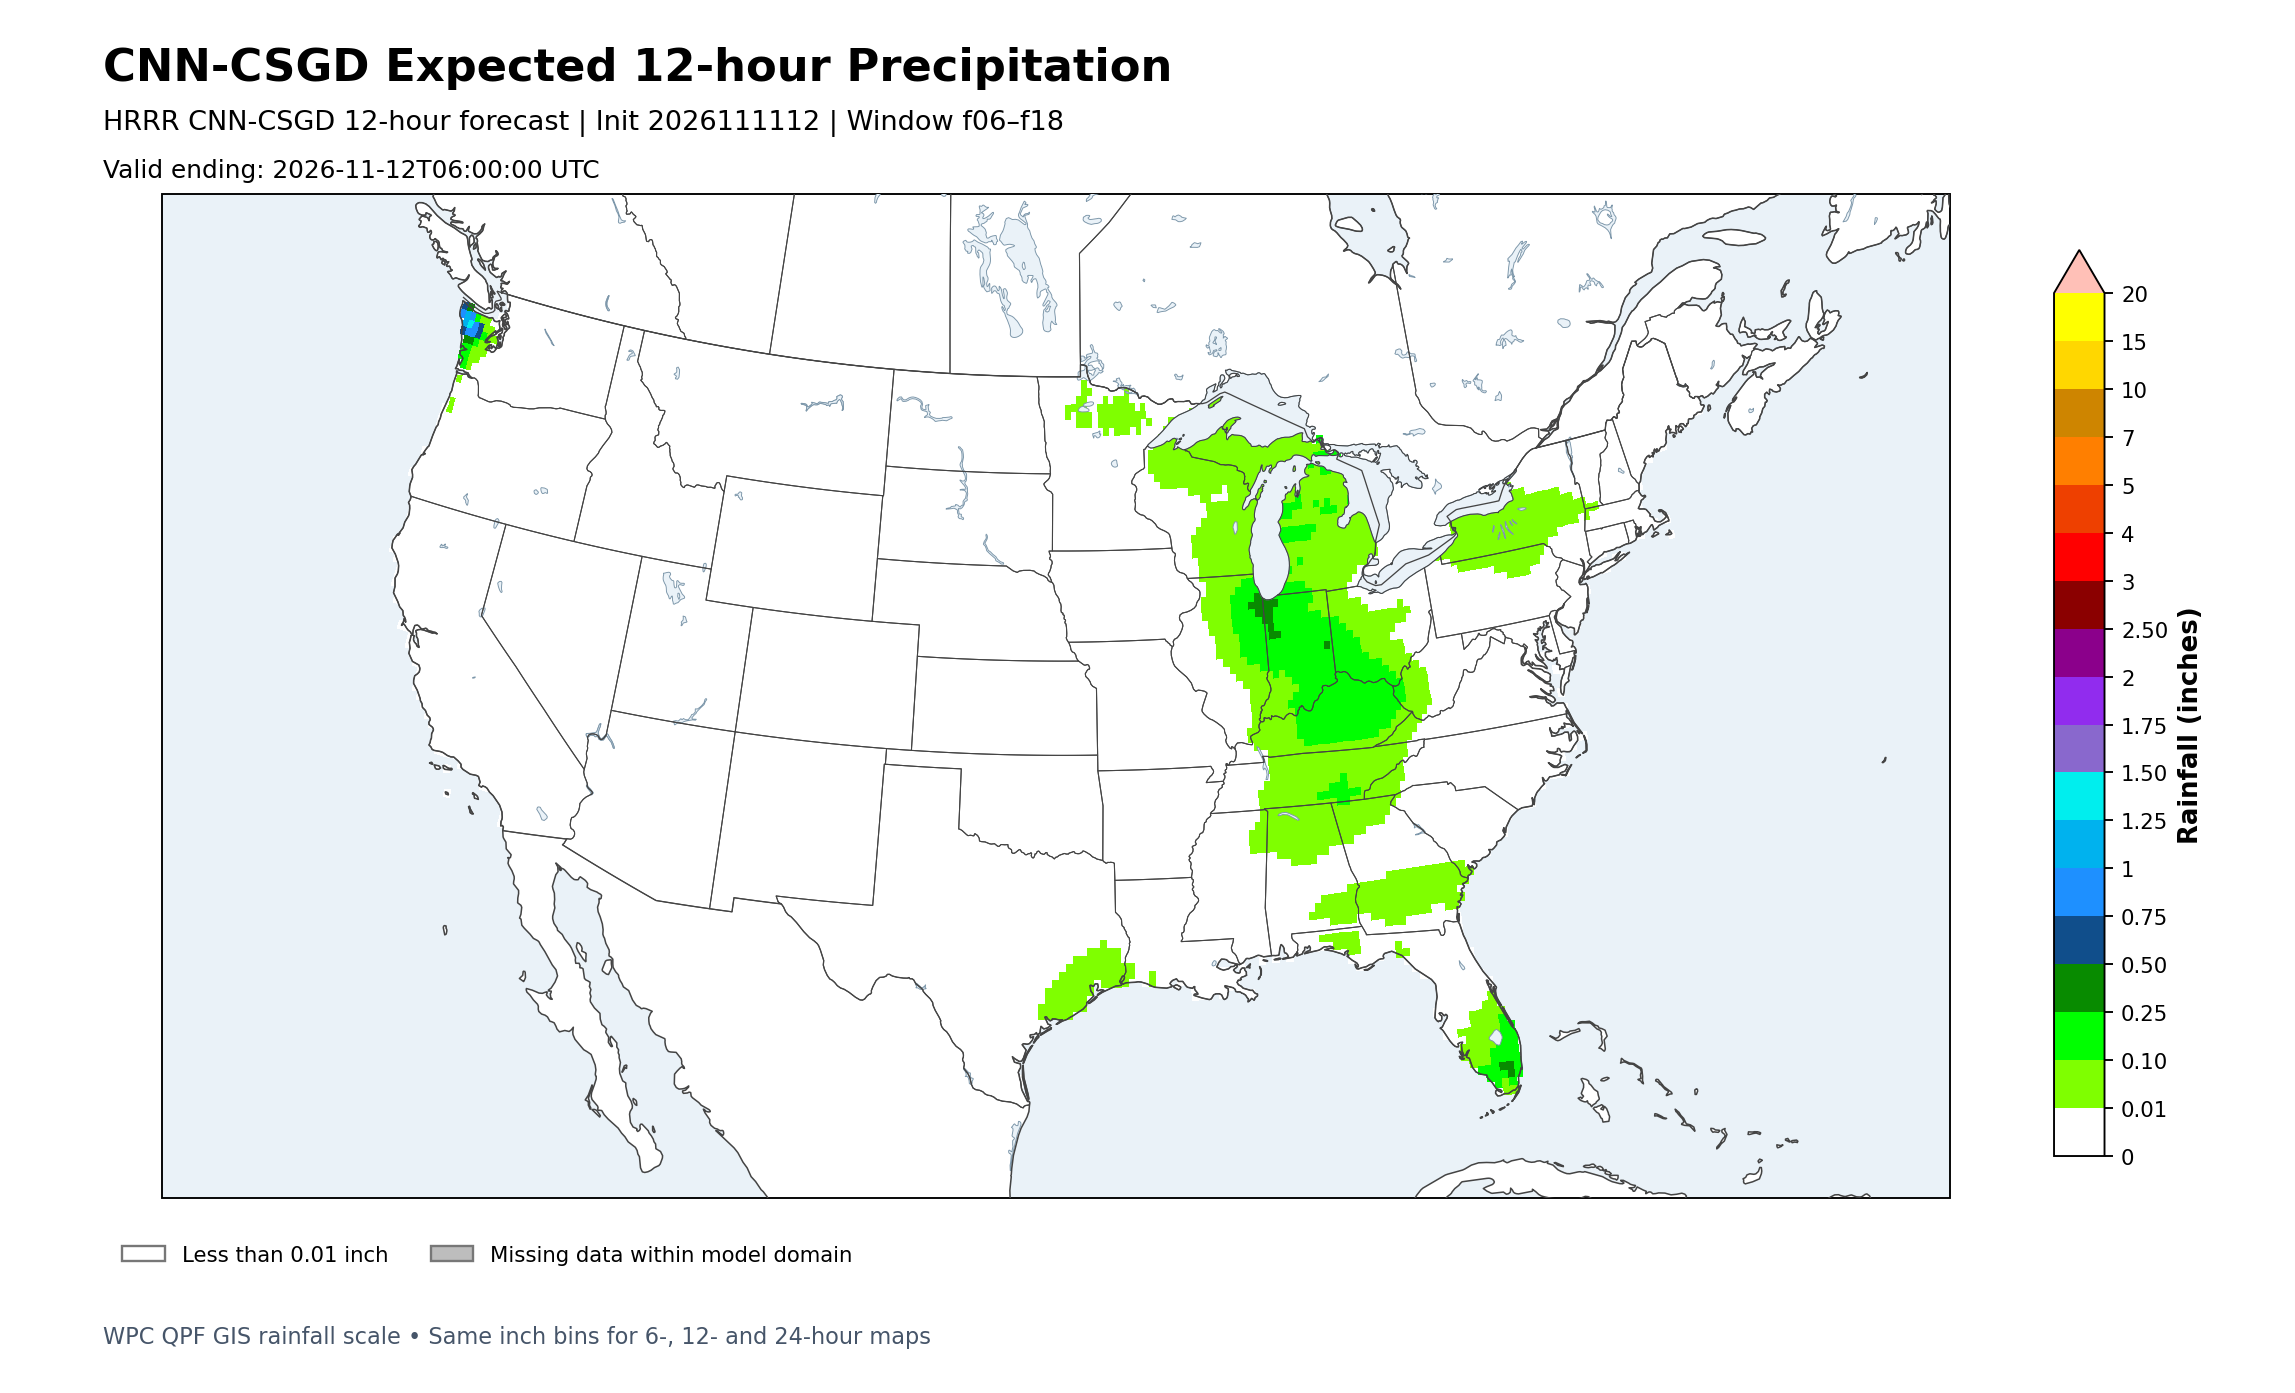 CNN-CSGD Expected 12-hour Precipitation
HRRR CNN-CSGD 12-hour forecast | Init 2026111112 | Window f06–f18
Valid ending: 2026-11-12T06:00:00 UTC
20
15
10
7
5
4
3
2.50
2
1.75
1.50
1.25
1
0.75
0.50
0.25
0.10
0.01
0
Rainfall (inches)
Less than 0.01 inch
Missing data within model domain
WPC QPF GIS rainfall scale • Same inch bins for 6-, 12- and 24-hour maps